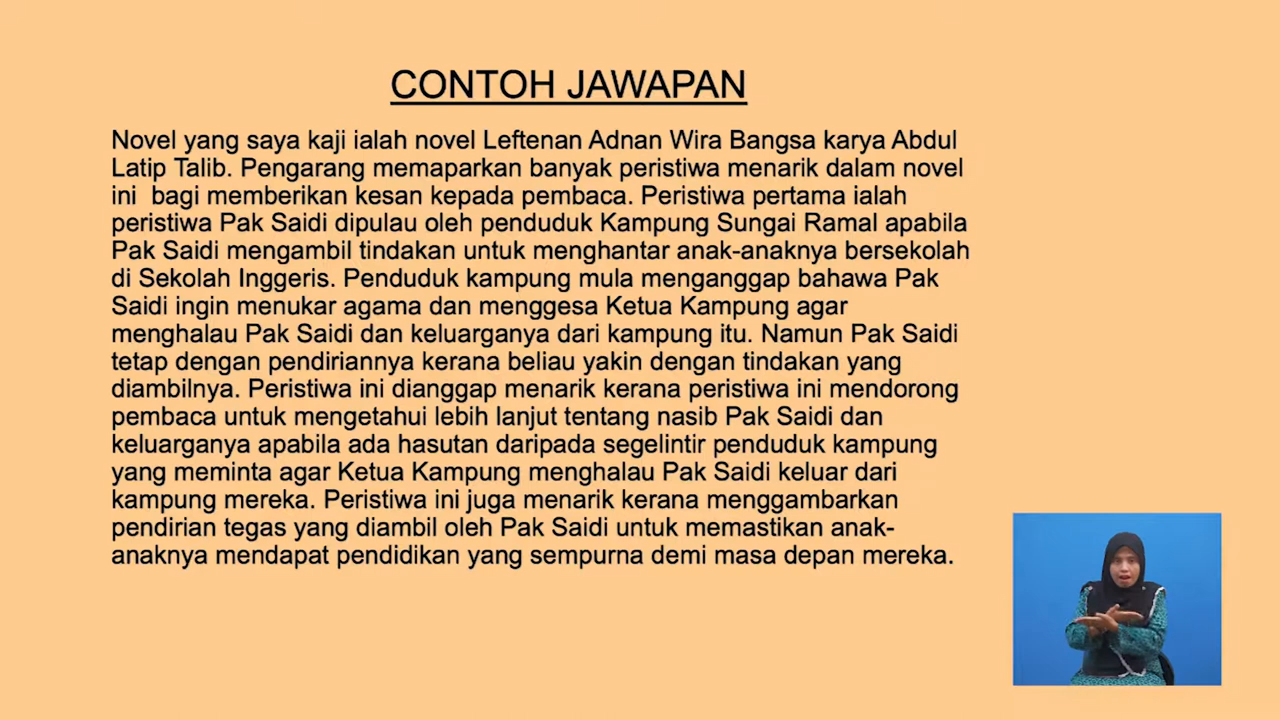 CONTOH JAWAPAN
Novel yang saya kaji ialah novel Leftenan Adnan Wira Bangsa karya Abdul
Latip Talib. Pengarang memaparkan banyak peristiwa menarik dalam novel
ini  bagi memberikan kesan kepada pembaca. Peristiwa pertama ialah
peristiwa Pak Saidi dipulau oleh penduduk Kampung Sungai Ramal apabila
Pak Saidi mengambil tindakan untuk menghantar anak-anaknya bersekolah
di Sekolah Inggeris. Penduduk kampung mula menganggap bahawa Pak
Saidi ingin menukar agama dan menggesa Ketua Kampung agar
menghalau Pak Saidi dan keluarganya dari kampung itu. Namun Pak Saidi
tetap dengan pendiriannya kerana beliau yakin dengan tindakan yang
diambilnya. Peristiwa ini dianggap menarik kerana peristiwa ini mendorong
pembaca untuk mengetahui lebih lanjut tentang nasib Pak Saidi dan
keluarganya apabila ada hasutan daripada segelintir penduduk kampung
yang meminta agar Ketua Kampung menghalau Pak Saidi keluar dari
kampung mereka. Peristiwa ini juga menarik kerana menggambarkan
pendirian tegas yang diambil oleh Pak Saidi untuk memastikan anak-
anaknya mendapat pendidikan yang sempurna demi masa depan mereka.